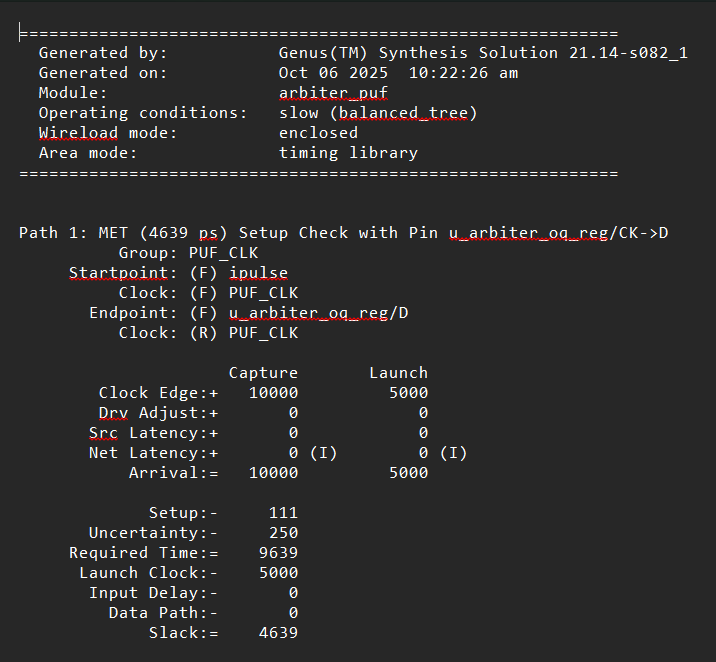 ============================================================
Generated by:           Genus(TM) Synthesis Solution 21.14-s082_1
Generated on:           Oct 06 2025  10:22:26 am
Module:                 arbiter_puf
Operating conditions:   slow (balanced_tree)
Wireload mode:          enclosed
Area mode:              timing library
============================================================
Path 1: MET (4639 ps) Setup Check with Pin u_arbiter_oq_reg/CK->D
Group: PUF_CLK
Startpoint: (F) ipulse
Clock: (F) PUF_CLK
Endpoint: (F) u_arbiter_oq_reg/D
Clock: (R) PUF_CLK
Capture       Launch
Clock Edge:+   10000         5000
Drv Adjust:+       0            0
Src Latency:+       0            0
Net Latency:+       0 (I)        0 (I)
Arrival:=   10000         5000
Setup:-     111
Uncertainty:-     250
Required Time:=    9639
Launch Clock:-    5000
Input Delay:-       0
Data Path:-       0
Slack:=    4639